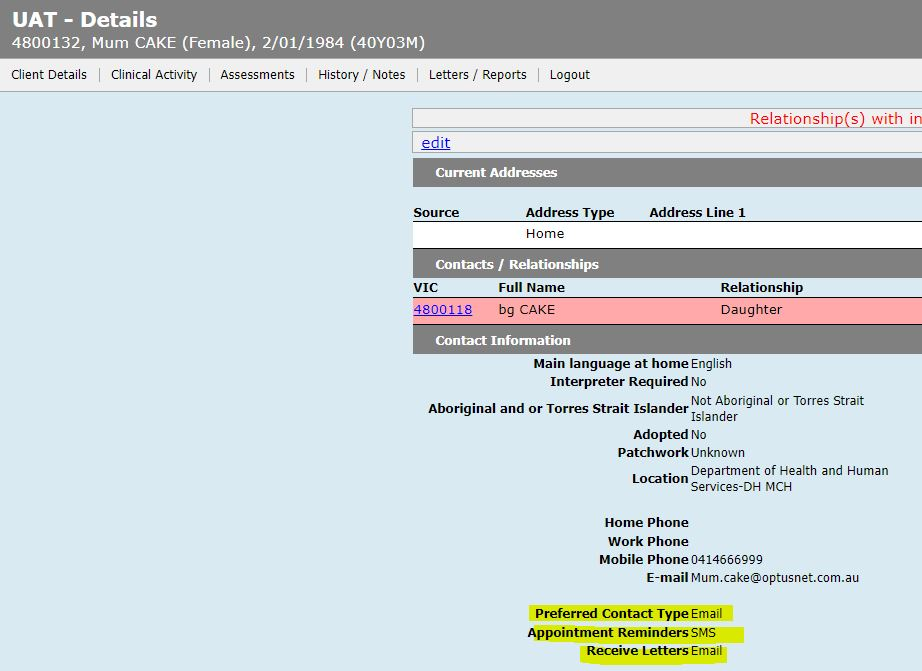 UAT - Details
4800132, Mum CAKE (Female), 2/01/1984 (40Y03M)
Client Details | Clinical Activity | Assessments | History / Notes | Letters / Reports | Logout
Relationship(s) with in
edit
Current Addresses
Source Address Type Address Line 1
Home
Contacts / Relationships
VIC Full Name Relationship
4800118 bg CAKE Daughter
Contact Information
Main language at home English
Interpreter Required No
Aboriginal and or Torres Strait Islander Not Aboriginal or Torres Strait
Islander
Adopted No
Patchwork Unknown
Location Department of Health and Human
Services-DH MCH
Home Phone
Work Phone
Mobile Phone 0414666999
E-mail Mum.cake@optusnet.com.au
Preferred Contact Type Email
Appointment Reminders SMS
Receive Letters Email